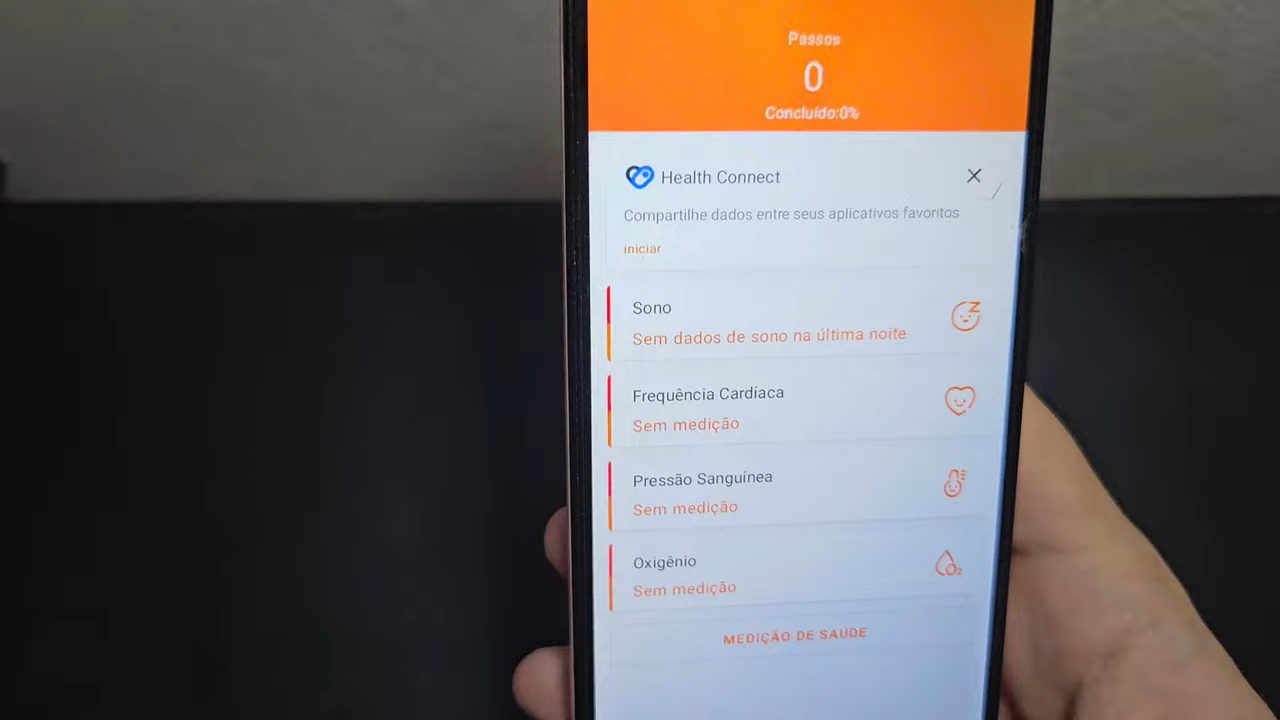 Passos
0
Concluído:0%
Health Connect
Compartilhe dados entre seus aplicativos favoritos
iniciar
Sono
Sem dados de sono na última noite
Frequência Cardíaca
Sem medição
Pressão Sanguínea
Sem medição
Oxigênio
Sem medição
MEDIÇÃO DE SAÚDE